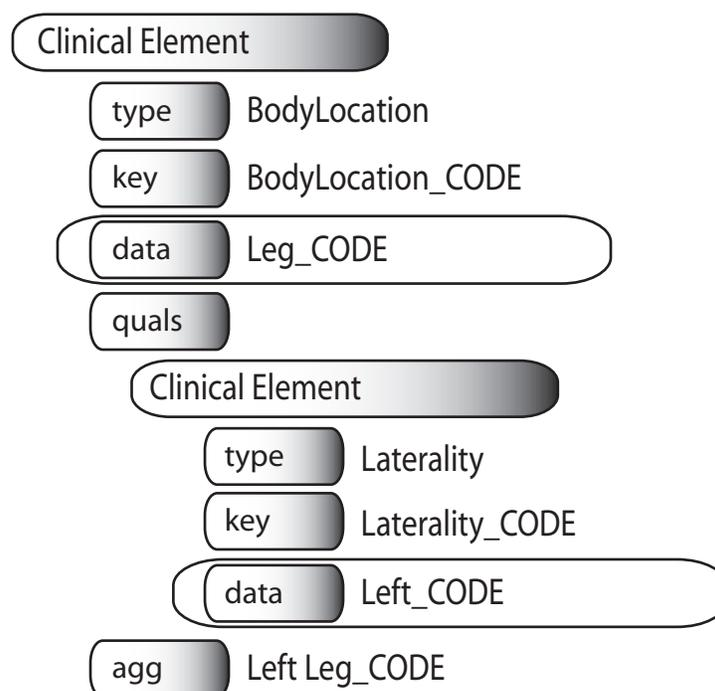 Clinical Element
type BodyLocation
key BodyLocation_CODE
data Leg_CODE
quals
Clinical Element
type Laterality
key Laterality_CODE
data Left_CODE
agg Left Leg_CODE